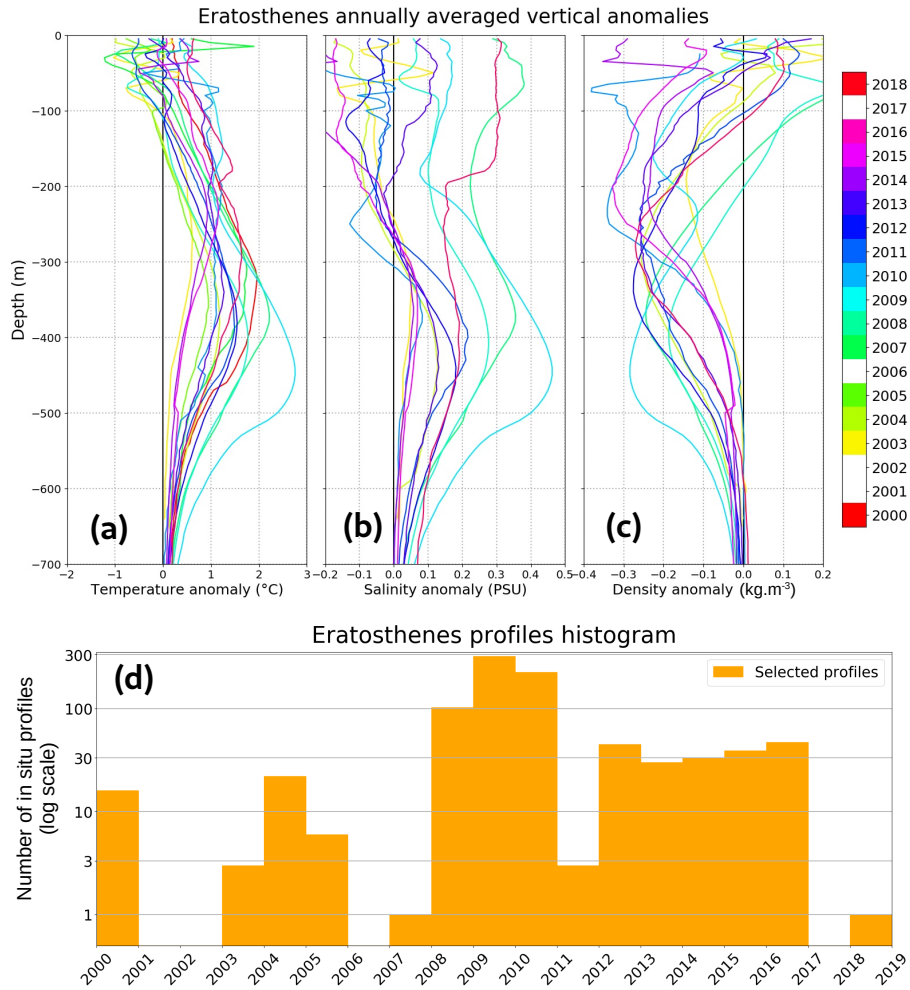 Eratosthenes annually averaged vertical anomalies
0
−100
−200
−300
−400
−500
−600
−700
Depth (m)
(a)
(b)
(c)
−2 −1 0 1 2 3
−0.2 −0.1 0.0 0.1 0.2 0.3 0.4 0.5
−0.4 −0.3 −0.2 −0.1 0.0 0.1 0.2
Temperature anomaly (°C)
Salinity anomaly (PSU)
Density anomaly (kg.m⁻³)
2018
2017
2016
2015
2014
2013
2012
2011
2010
2009
2008
2007
2006
2005
2004
2003
2002
2001
2000
Eratosthenes profiles histogram
(d)
Selected profiles
Number of in situ profiles
(log scale)
300
100
30
10
3
1
2000 2001 2002 2003 2004 2005 2006 2007 2008 2009 2010 2011 2012 2013 2014 2015 2016 2017 2018 2019